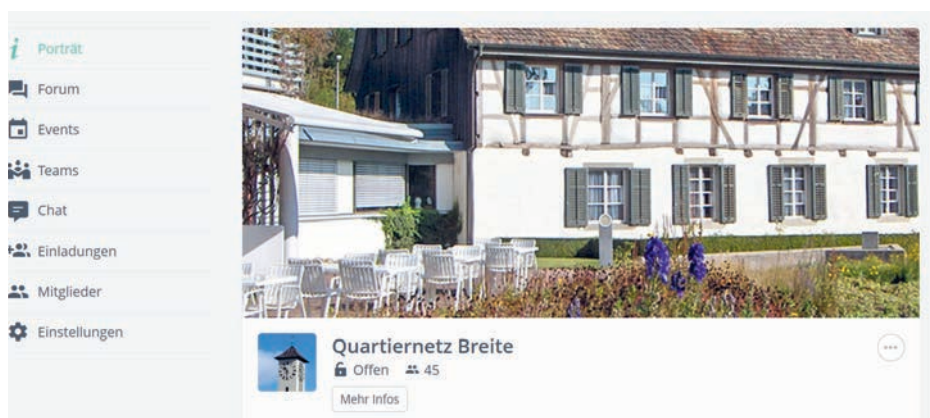 Porträt
Forum
Events
Teams
Chat
Einladungen
Mitglieder
Einstellungen
Quartiernetz Breite
Offen 45
Mehr Infos